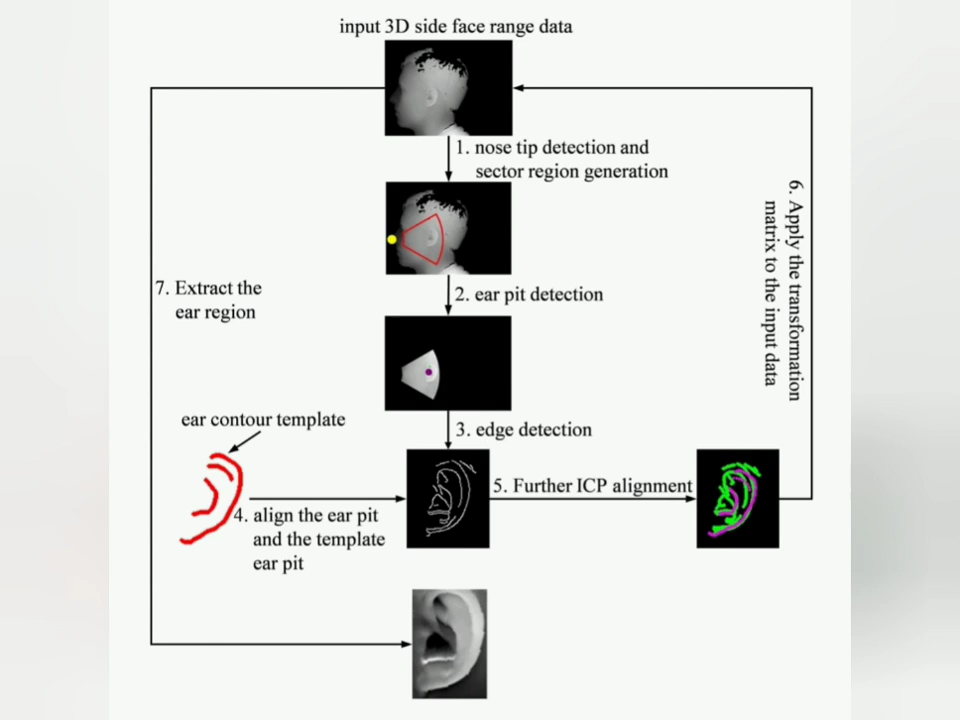 input 3D side face range data
1. nose tip detection and
sector region generation
2. ear pit detection
7. Extract the
ear region
6. Apply the transformation
matrix to the input data
ear contour template
3. edge detection
4. align the ear pit
and the template
ear pit
5. Further ICP alignment